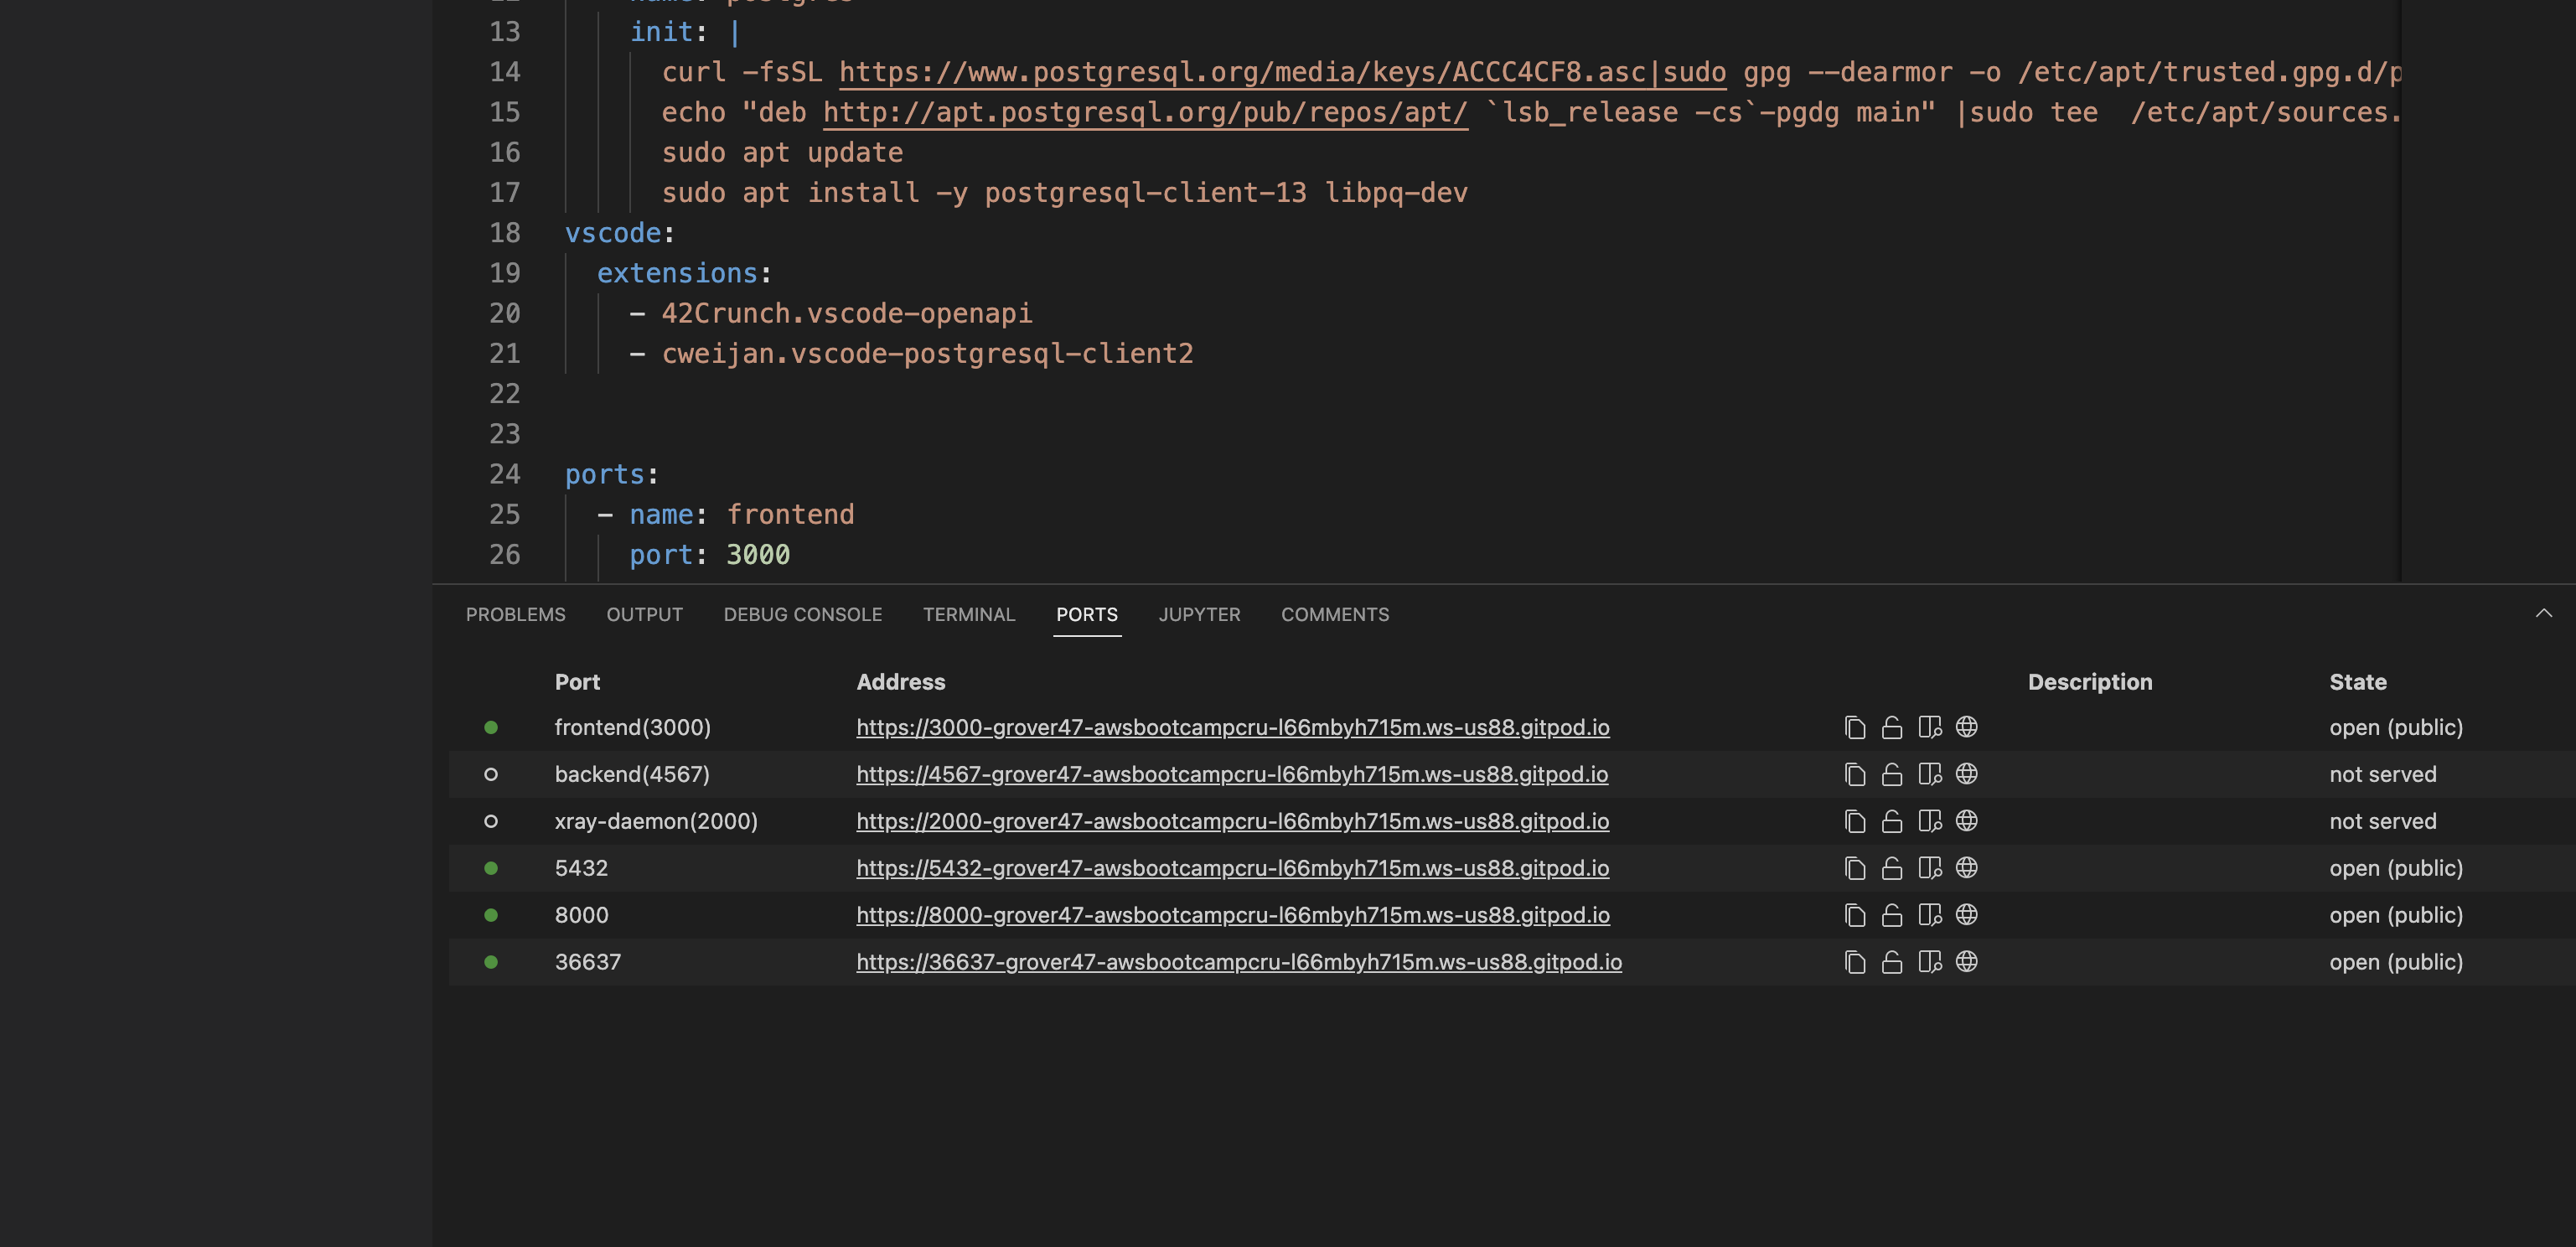 name: postgres
13 init: |
14 curl -fsSL https://www.postgresql.org/media/keys/ACCC4CF8.asc|sudo gpg --dearmor -o /etc/apt/trusted.gpg.d/p
15 echo "deb http://apt.postgresql.org/pub/repos/apt/ `lsb_release -cs`-pgdg main" |sudo tee  /etc/apt/sources.
16 sudo apt update
17 sudo apt install -y postgresql-client-13 libpq-dev
18 vscode:
19 extensions:
20 - 42Crunch.vscode-openapi
21 - cweijan.vscode-postgresql-client2
22
23
24 ports:
25 - name: frontend
26 port: 3000
PROBLEMS OUTPUT DEBUG CONSOLE TERMINAL PORTS JUPYTER COMMENTS
Port Address Description State
frontend(3000) https://3000-grover47-awsbootcampcru-l66mbyh715m.ws-us88.gitpod.io open (public)
backend(4567) https://4567-grover47-awsbootcampcru-l66mbyh715m.ws-us88.gitpod.io not served
xray-daemon(2000) https://2000-grover47-awsbootcampcru-l66mbyh715m.ws-us88.gitpod.io not served
5432 https://5432-grover47-awsbootcampcru-l66mbyh715m.ws-us88.gitpod.io open (public)
8000 https://8000-grover47-awsbootcampcru-l66mbyh715m.ws-us88.gitpod.io open (public)
36637 https://36637-grover47-awsbootcampcru-l66mbyh715m.ws-us88.gitpod.io open (public)